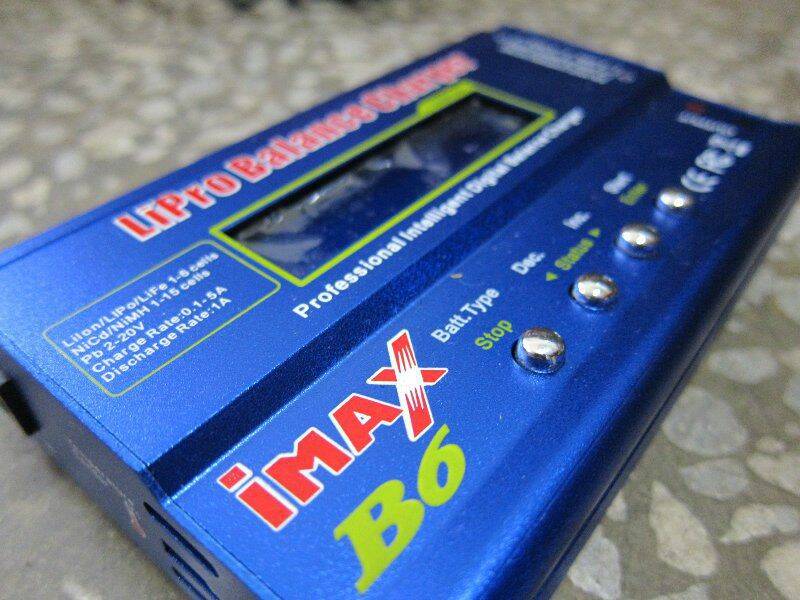 LiPro Balance Charger
Professional Intelligent Digital Balance Charger
LiIon/LiPo/LiFe 1-6 cells
NiCd/NiMH 1-15 cells
Pb 2-20V
Charge Rate:0.1-5A
Discharge Rate:1A
Batt.Type
Stop
Dec.
Inc.
◄ Status ►
Start
Enter
CE
iMAX
B6